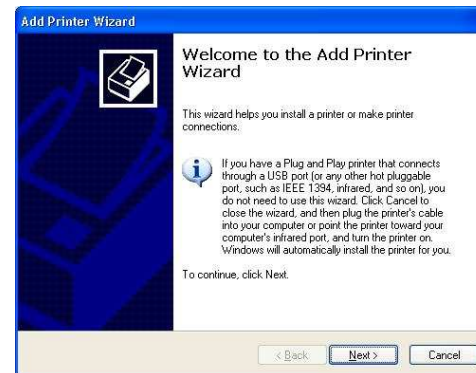 Add Printer Wizard
Welcome to the Add Printer
Wizard
This wizard helps you install a printer or make printer
connections.
If you have a Plug and Play printer that connects
through a USB port (or any other hot pluggable
port, such as IEEE 1394, infrared, and so on), you
do not need to use this wizard. Click Cancel to
close the wizard, and then plug the printer's cable
into your computer or point the printer toward your
computer's infrared port, and turn the printer on.
Windows will automatically install the printer for you.
To continue, click Next.
< Back Next > Cancel